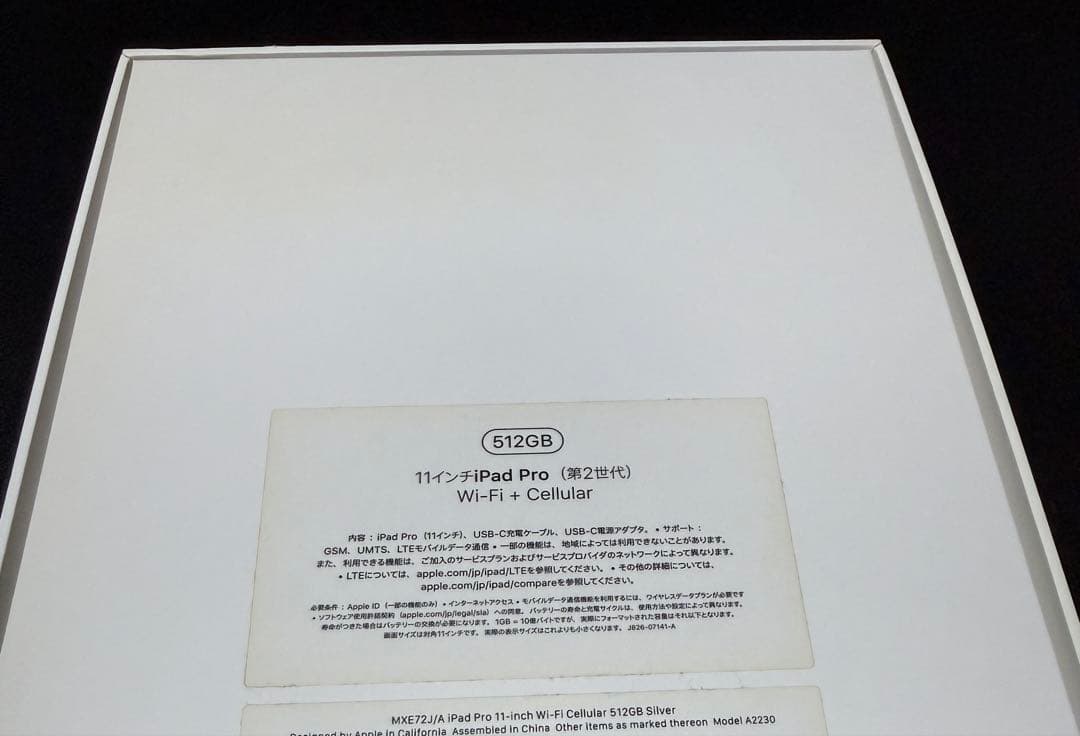 512GB
11インチiPad Pro（第2世代）
Wi-Fi + Cellular
内容：iPad Pro（11インチ）、USB-C充電ケーブル、USB-C電源アダプタ。• サポート：
GSM、UMTS、LTEモバイルデータ通信 • 一部の機能は、地域によっては利用できないことがあります。
また、利用できる機能は、ご加入のサービスプランおよびサービスプロバイダのネットワークによって異なります。
• LTEについては、apple.com/jp/ipad/LTEを参照してください。• その他の詳細については、
apple.com/jp/ipad/compareを参照してください。
必要条件：Apple ID（一部の機能のみ）• インターネットアクセス • モバイルデータ通信機能を利用するには、ワイヤレスデータプランが必要です
• ソフトウェア使用許諾契約（apple.com/jp/legal/sla）への同意。バッテリーの寿命と充電サイクルは、使用方法や設定によって異なります。
寿命がつきた場合はバッテリーの交換が必要になります。1GB = 10億バイトですが、実際にフォーマットされた容量はそれ以下となります。
画面サイズは対角11インチです。実際の表示サイズはこれよりも小さくなります。 J826-07141-A
MXE72J/A iPad Pro 11-inch Wi-Fi Cellular 512GB Silver
Designed by Apple in California Assembled in China Other items as marked thereon Model A2230